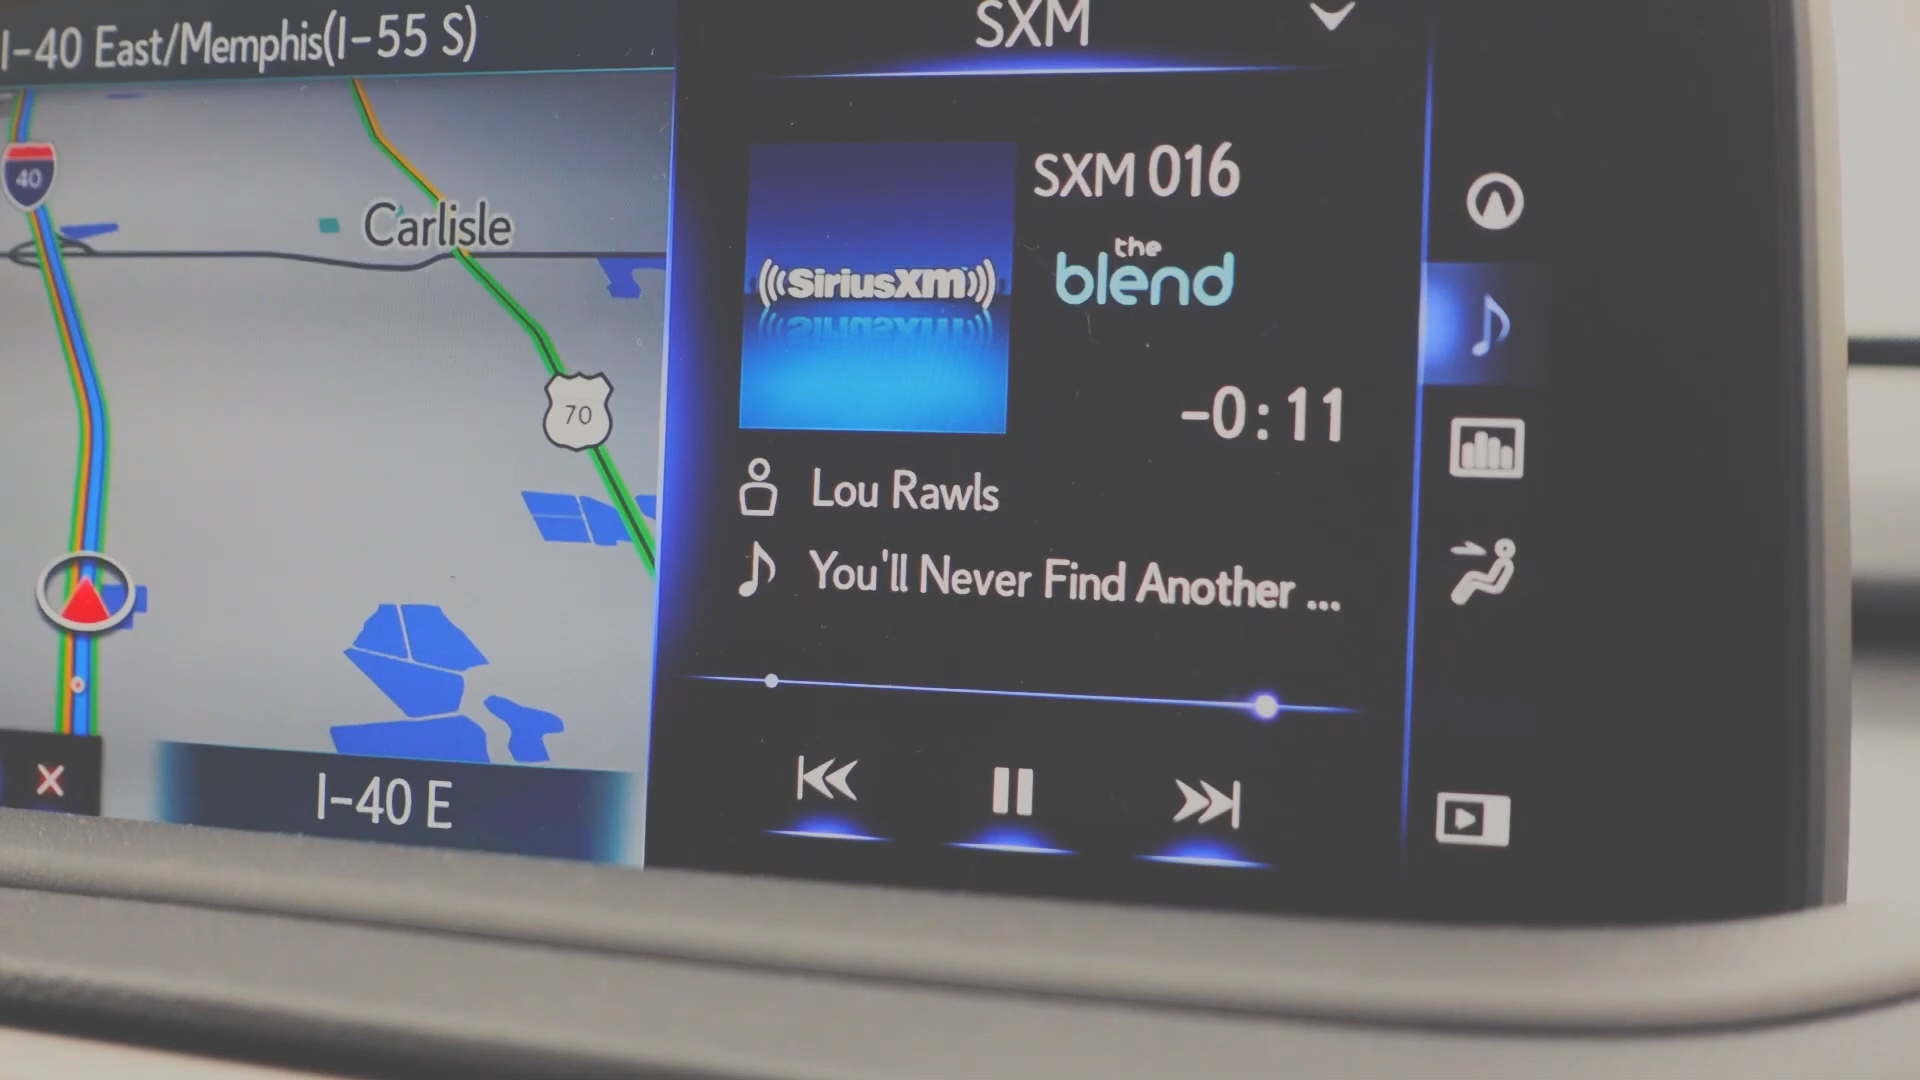 I-40 East/Memphis(I-55 S)
40
Carlisle
70
I-40 E
SXM
SiriusXM
SXM 016
the
blend
-0:11
Lou Rawls
You'll Never Find Another ...